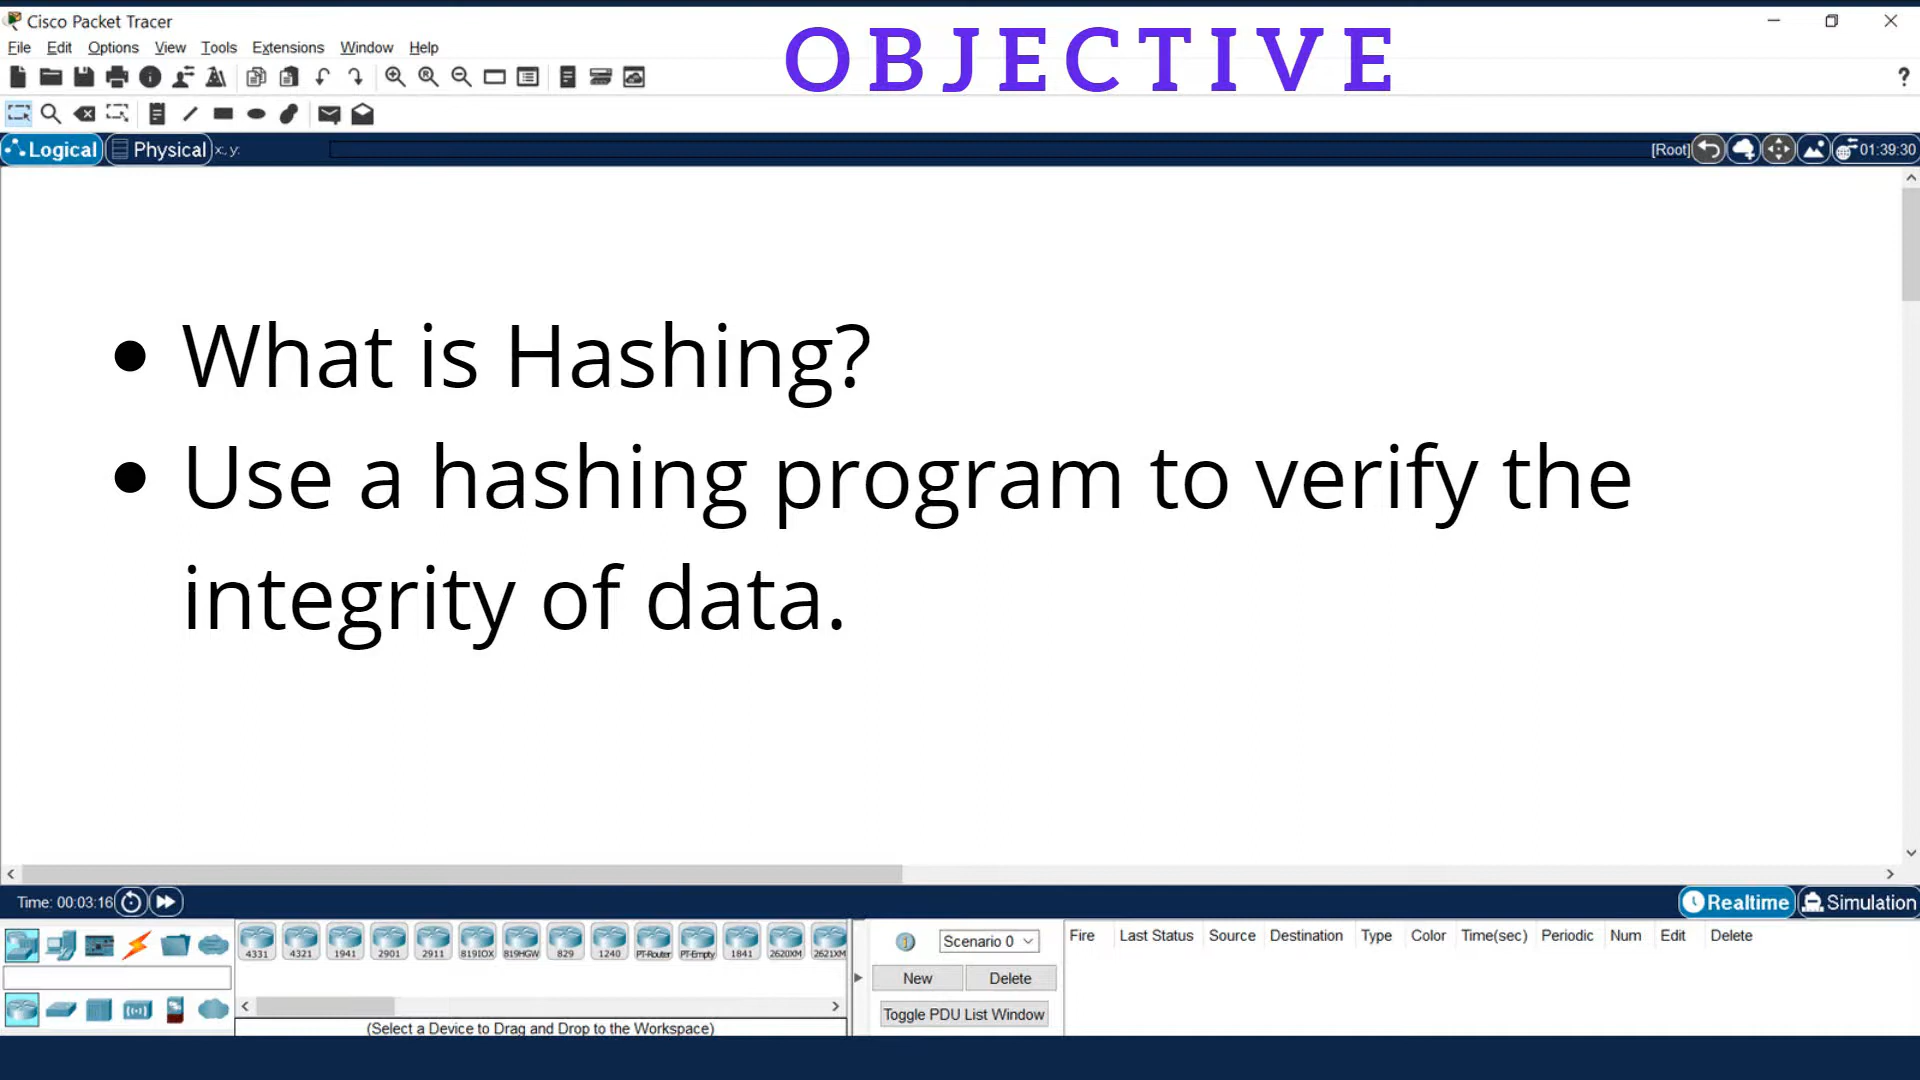 Cisco Packet Tracer
OBJECTIVE
File Edit Options View Tools Extensions Window Help
?
Logical Physical x, y: [Root] 01:39:30
• What is Hashing?
• Use a hashing program to verify the
integrity of data.
Time: 00:03:16 Realtime Simulation
4331 4321 1941 2901 2911 819IOX 819HGW 829 1240 PT-Router PT-Empty 1841 2620XM 2621XM
Scenario 0
Fire Last Status Source Destination Type Color Time(sec) Periodic Num Edit Delete
New Delete
Toggle PDU List Window
(Select a Device to Drag and Drop to the Workspace)